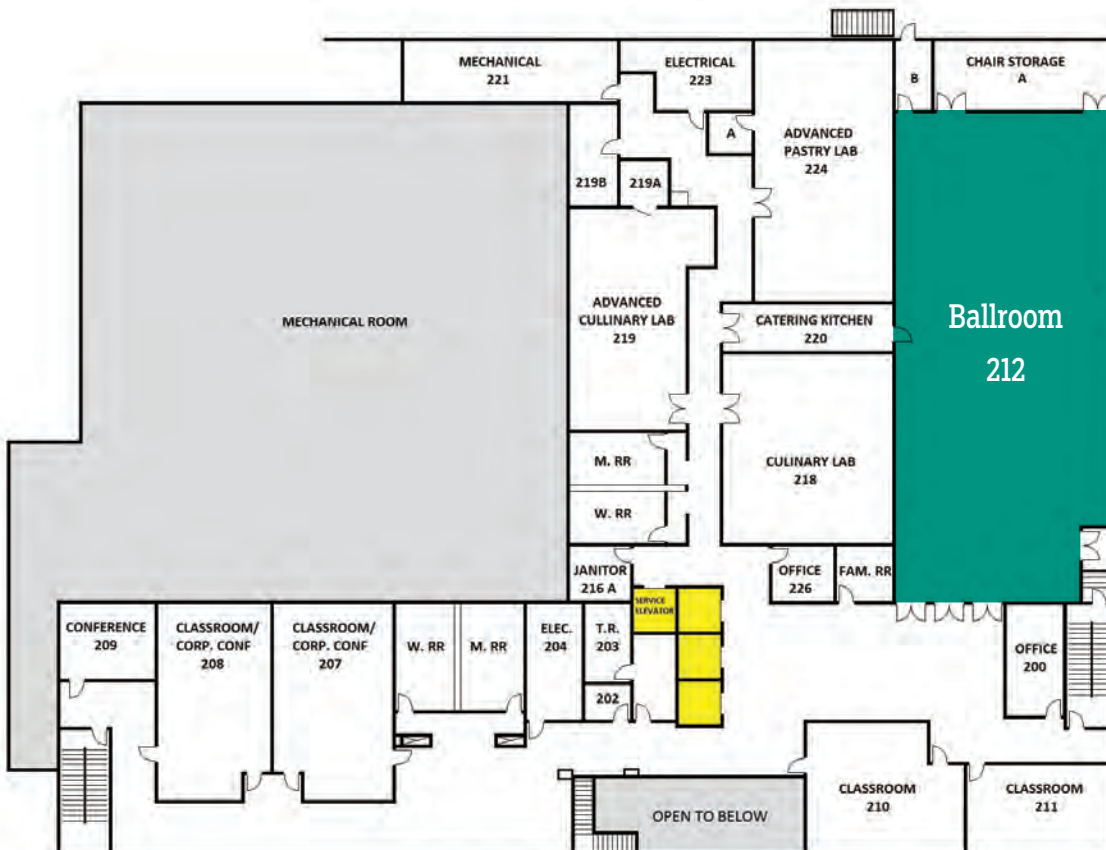 MECHANICAL
221
ELECTRICAL
223
B
CHAIR STORAGE
A
A
ADVANCED
PASTRY LAB
224
219B
219A
MECHANICAL ROOM
ADVANCED
CULLINARY LAB
219
CATERING KITCHEN
220
Ballroom
212
M. RR
W. RR
CULINARY LAB
218
JANITOR
216 A
OFFICE
226
FAM. RR
SERVICE
ELEVATOR
CONFERENCE
209
CLASSROOM/
CORP, CONF
208
CLASSROOM/
CORP. CONF
207
W. RR
M. RR
ELEC.
204
T.R.
203
202
OFFICE
200
CLASSROOM
210
CLASSROOM
211
OPEN TO BELOW